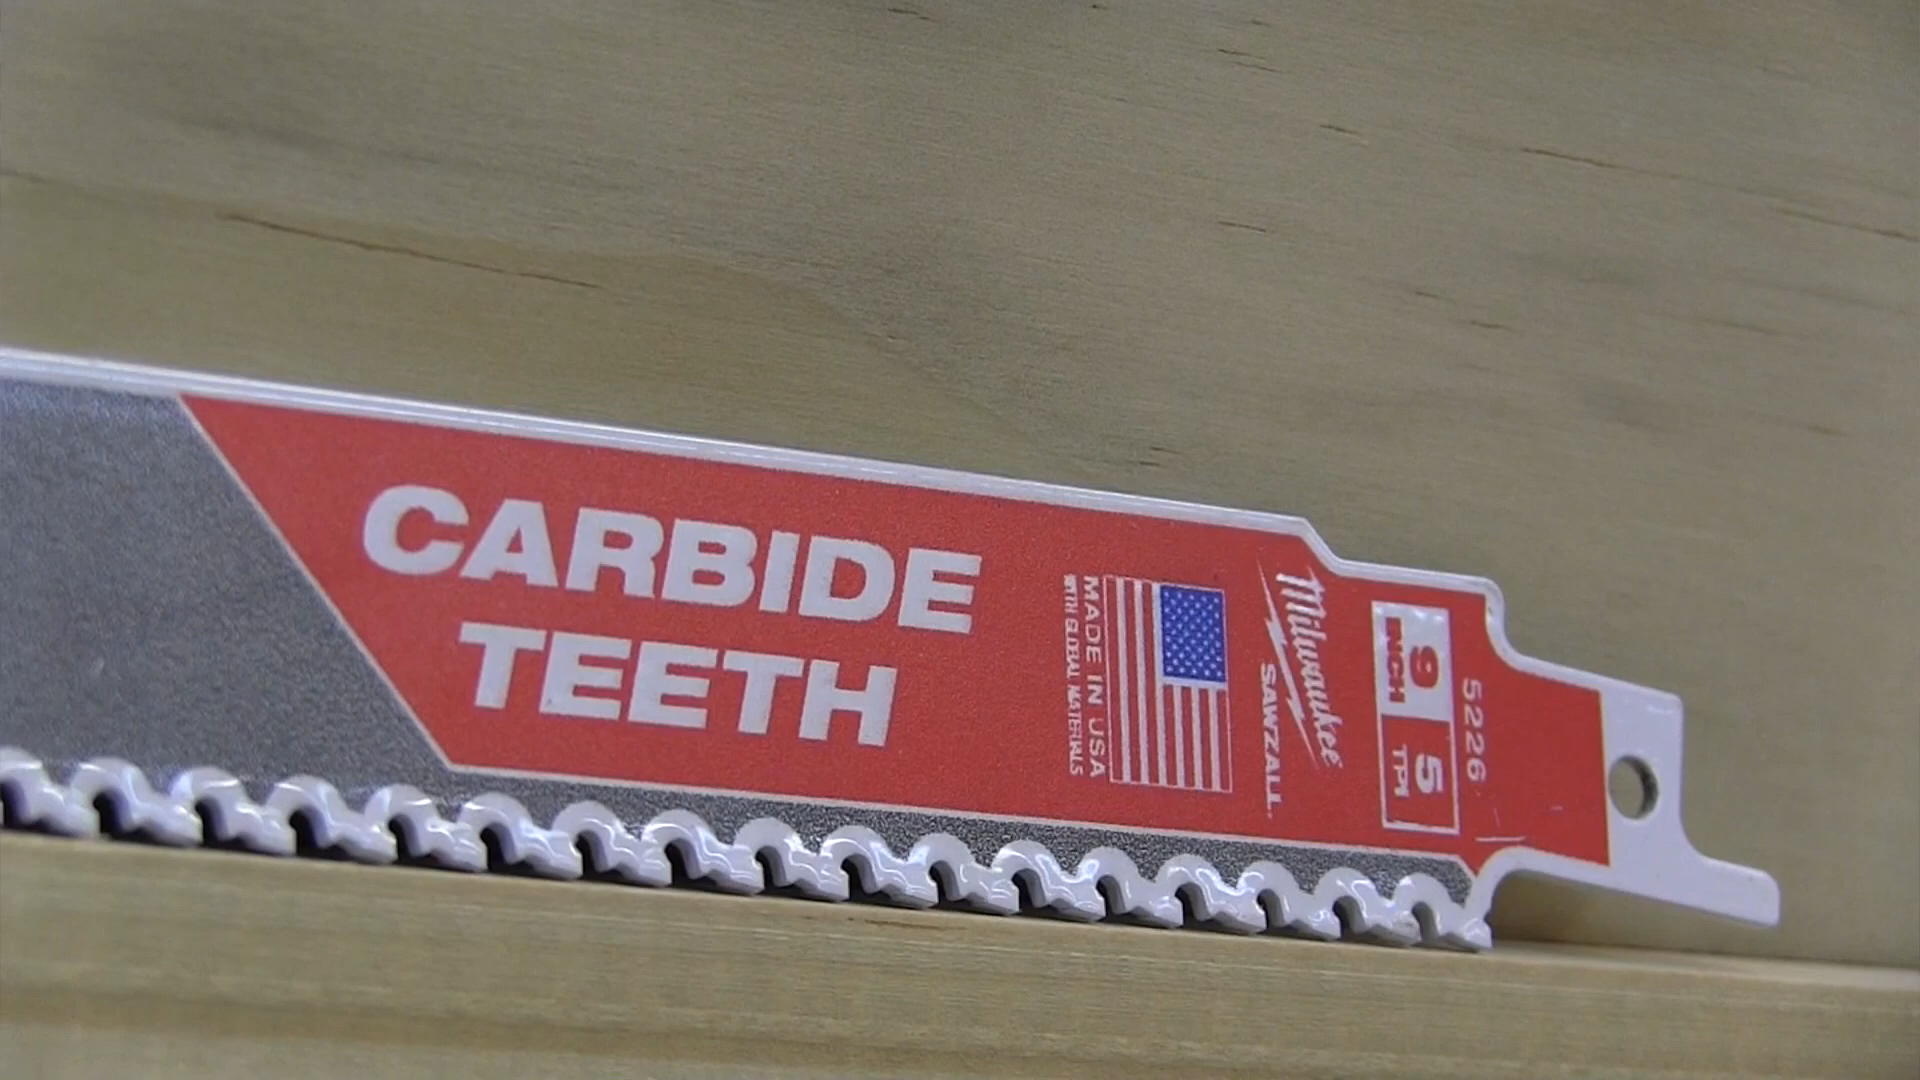 CARBIDE
TEETH
MADE IN USA
WITH GLOBAL MATERIALS
Milwaukee
SAWZALL
9
INCH
5
TPI
5226